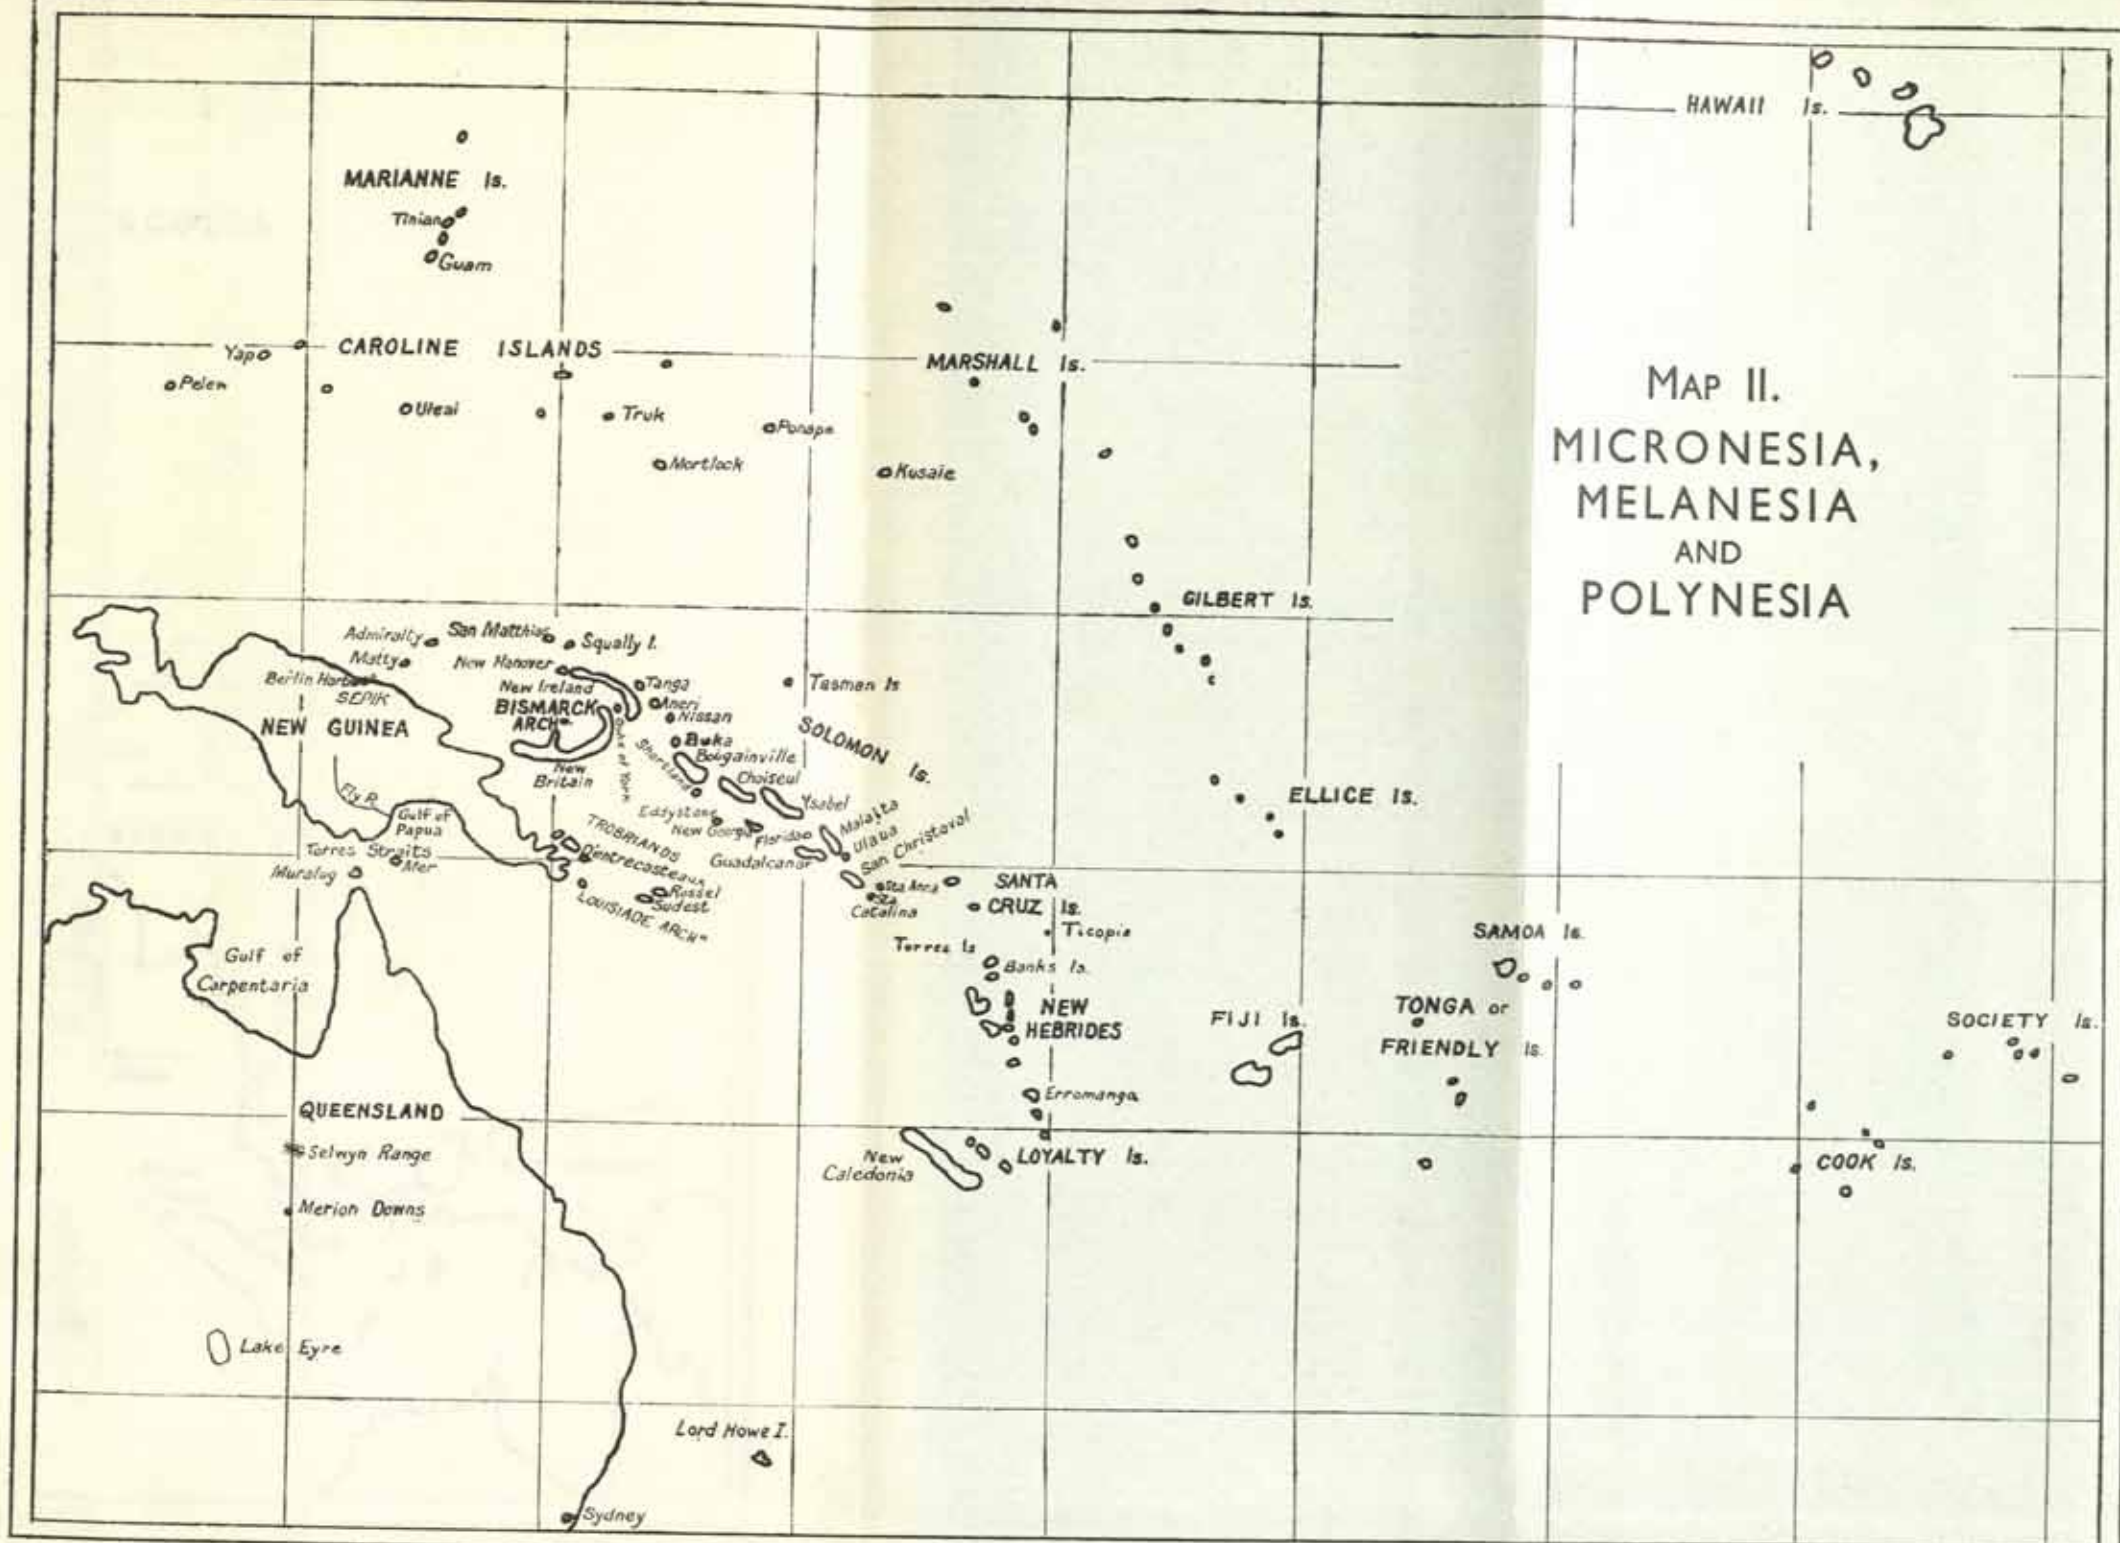 HAWAII Is.
MARIANNE Is.
Tinian
Guam
Yap
CAROLINE ISLANDS
MARSHALL Is.
Pelew
Uleai
Truk
Ponape
Mortlock
Kusaie
MAP II.
MICRONESIA,
MELANESIA
AND
POLYNESIA
GILBERT Is.
Admiralty
San Matthias
Squally I.
Matty
New Hanover
Berlin Harbour
SEPIK
New Ireland
Tanga
Tasman Is
BISMARCK
ARCH
Aneri
Nissan
NEW GUINEA
Duke of York
Buka
SOLOMON Is.
Shortland
Bougainville
New
Britain
Choiseul
Fly R.
Ysabel
ELLICE Is.
Gulf of
Papua
Eddystone
New Georgia
Florida
Malaita
Ulaua
San Christoval
TROBRIANDS
Guadalcanar
Torres Straits
Mer
Muralug
D'entrecasteaux
Rossel
Sudest
LOUISIADE ARCH
Sta Anna
Sta
Catalina
SANTA
CRUZ Is.
Ticopia
Torres Is
Banks Is.
SAMOA Is.
Gulf of
Carpentaria
NEW
HEBRIDES
FIJI Is.
TONGA or
FRIENDLY Is.
SOCIETY Is.
Erromanga
QUEENSLAND
Selwyn Range
New
Caledonia
LOYALTY Is.
COOK Is.
Merion Downs
Lake Eyre
Lord Howe I.
Sydney